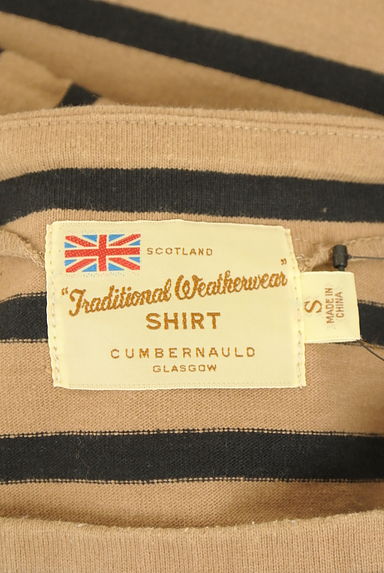 SCOTLAND
"Traditional Weatherwear"
SHIRT
CUMBERNAULD
GLASGOW
S
MADE IN
CHINA